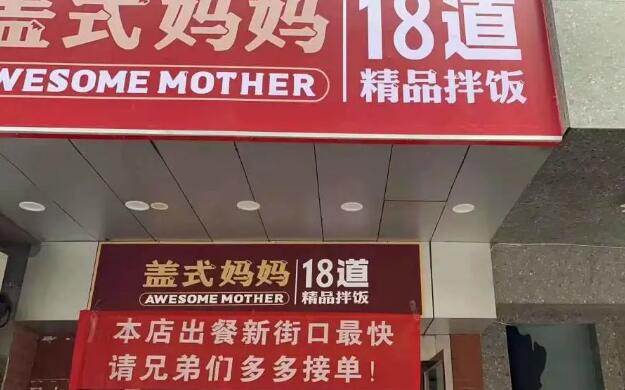 盖式妈妈
WESOME MOTHER
18道
精品拌饭
盖式妈妈
AWESOME MOTHER
18道
精品拌饭
本店出餐新街口最快
请兄弟们多多接单!